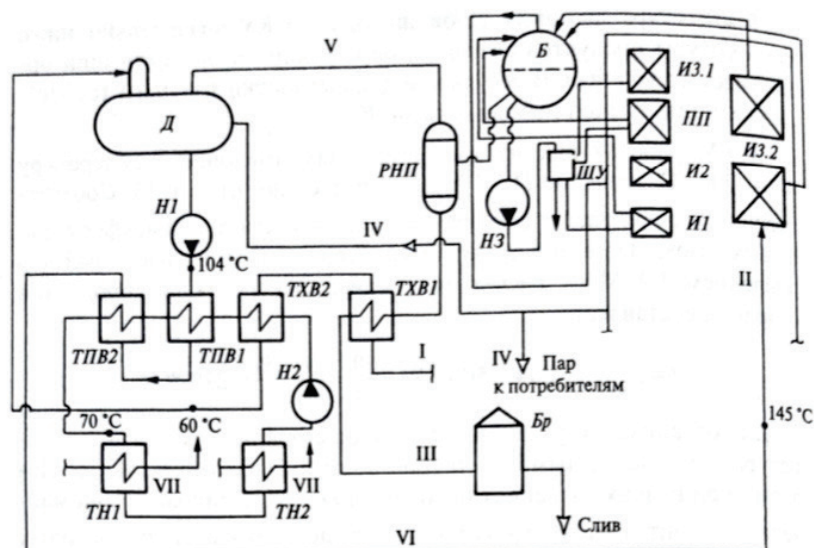 V
Б
ИЗ.1
Д
ПП
ИЗ.2
РНП
ШУ
Н1
И2
IV
НЗ
И1
104 °C
II
ТХВ2
ТХВ1
ТПВ2
ТПВ1
I
Н2
IV
Пар
к потребителям
70 °C
60 °C
Бр
145 °C
III
VII
VII
ТН1
ТН2
Слив
VI